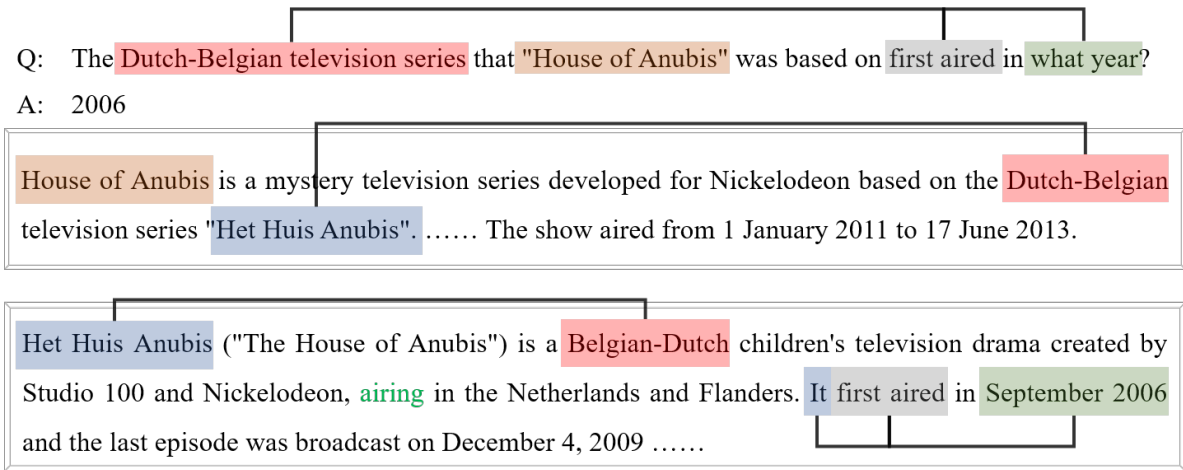 Q: The Dutch-Belgian television series that "House of Anubis" was based on first aired in what year?
A: 2006
House of Anubis is a mystery television series developed for Nickelodeon based on the Dutch-Belgian
television series "Het Huis Anubis". …… The show aired from 1 January 2011 to 17 June 2013.
Het Huis Anubis ("The House of Anubis") is a Belgian-Dutch children's television drama created by
Studio 100 and Nickelodeon, airing in the Netherlands and Flanders. It first aired in September 2006
and the last episode was broadcast on December 4, 2009 ……